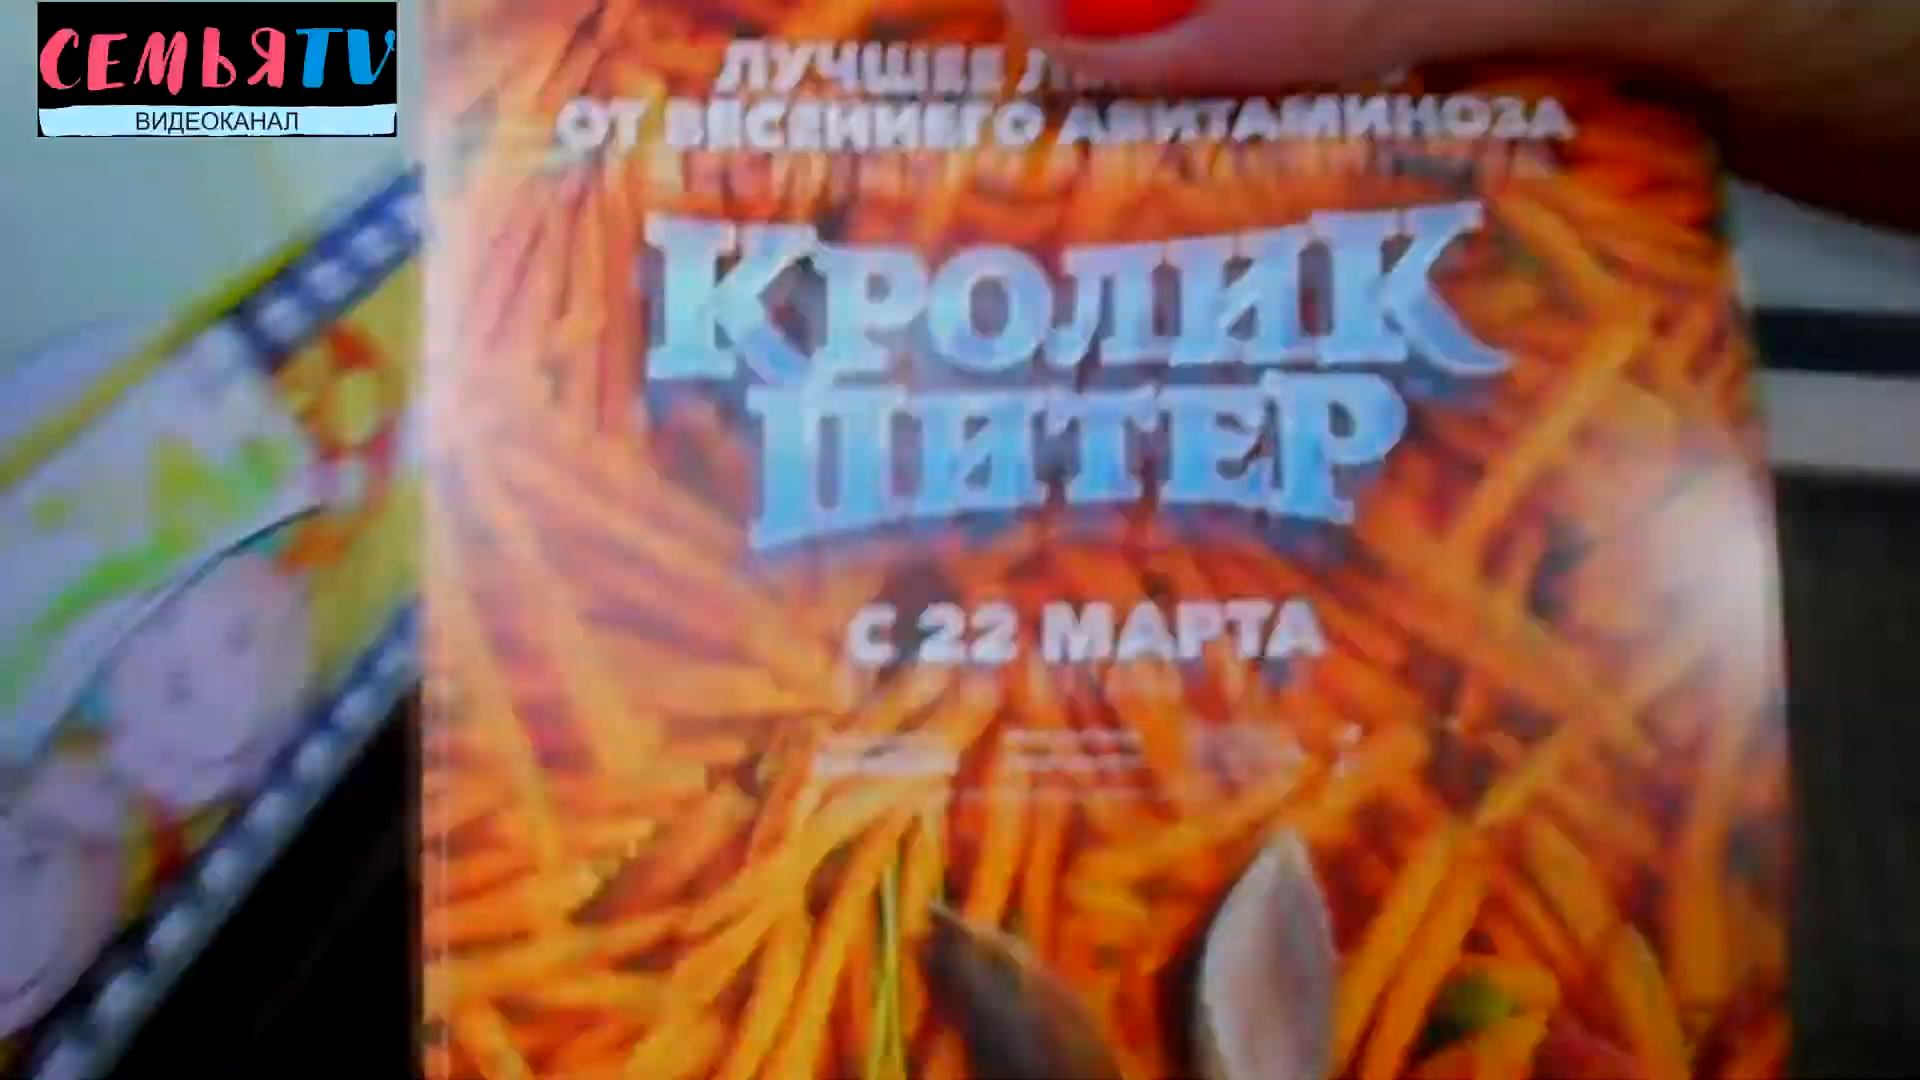 СЕМЬЯTV
ВИДЕОКАНАЛ
ЛУЧШЕЕ
ОТ ВЕСЕННЕГО АВИТАМИНОЗА
КРОЛИК
ПИТЕР
С 22 МАРТА